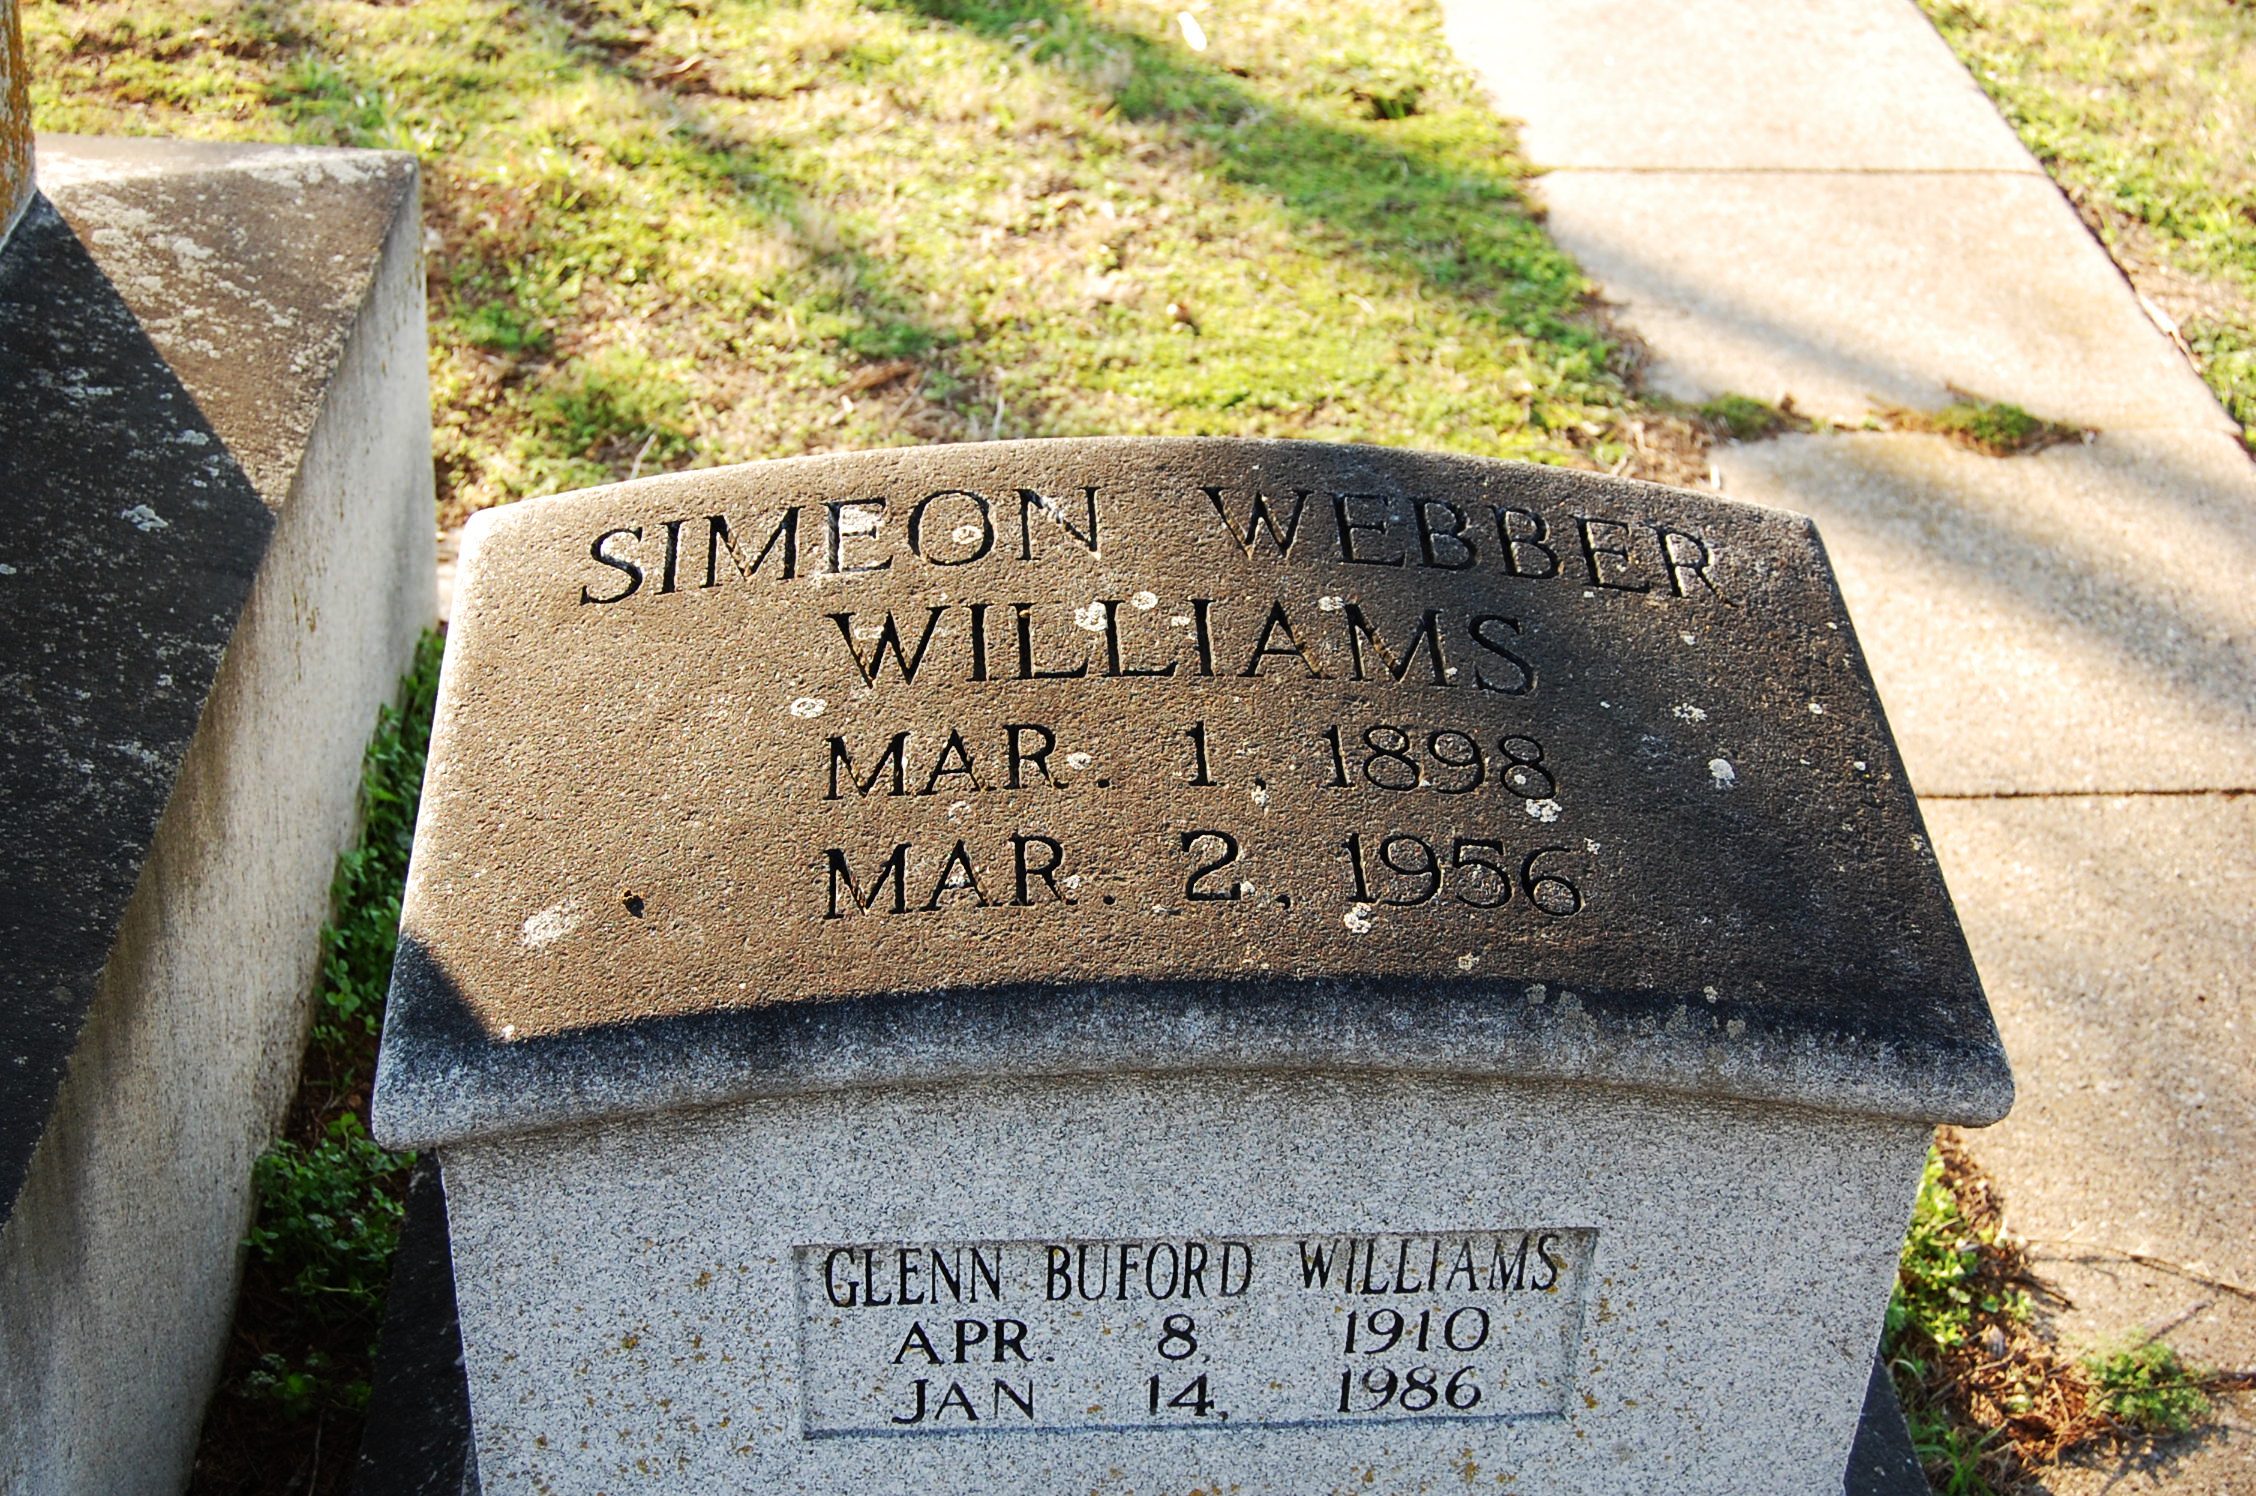 SIMEON WEBBER
WILLIAMS
MAR. 1, 1898
MAR. 2, 1956
GLENN BUFORD WILLIAMS
APR. 8, 1910
JAN 14, 1986